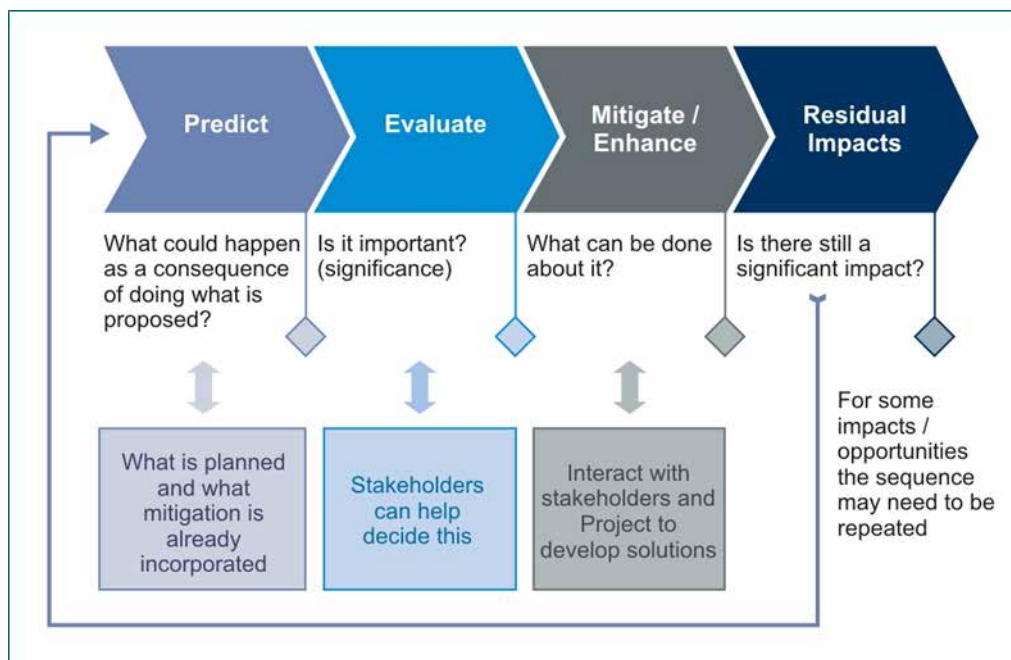 Predict
Evaluate
Mitigate /
Enhance
Residual
Impacts
What could happen
as a consequence
of doing what is
proposed?
Is it important?
(significance)
What can be done
about it?
Is there still a
significant impact?
What is planned
and what
mitigation is
already
incorporated
Stakeholders
can help
decide this
Interact with
stakeholders and
Project to
develop solutions
For some
impacts /
opportunities
the sequence
may need to be
repeated